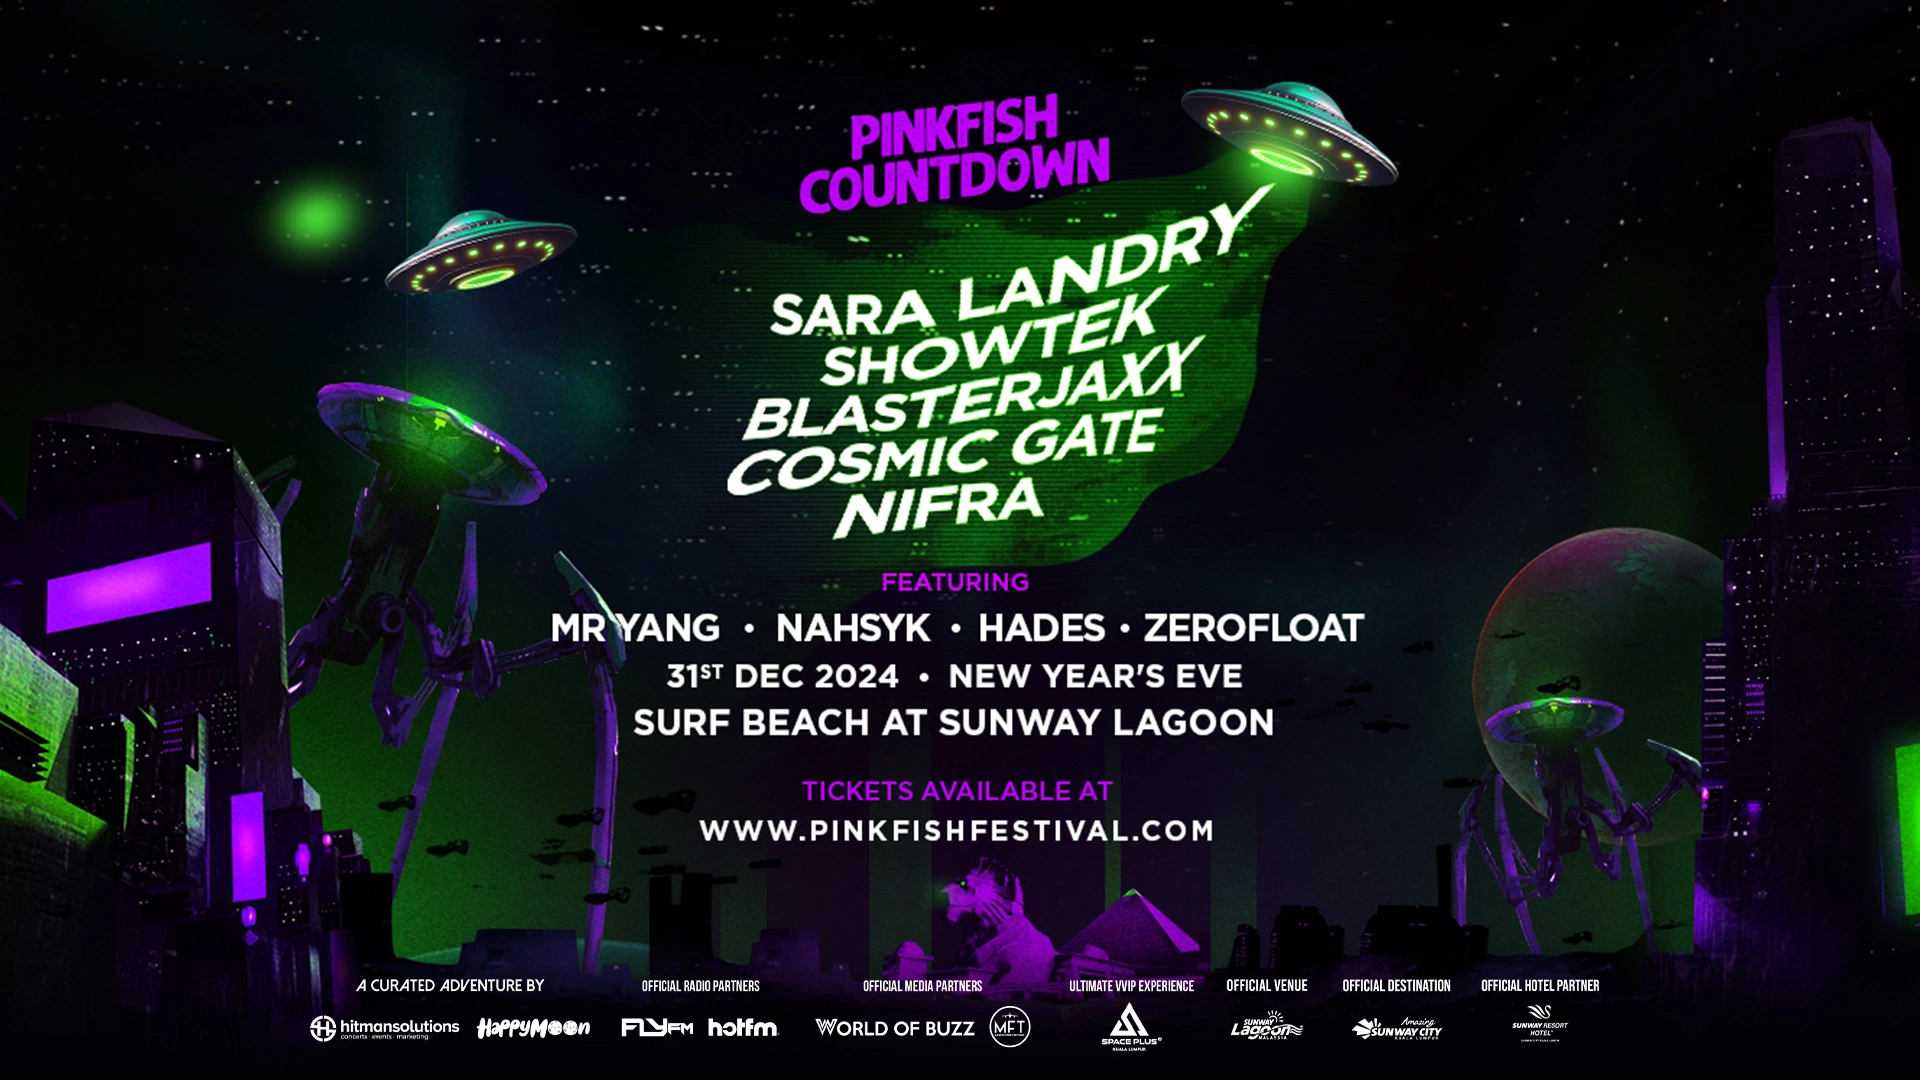 PINKFISH
COUNTDOWN
SARA LANDRY
SHOWTEK
BLASTERJAXX
COSMIC GATE
NIFRA
FEATURING
MR YANG • NAHSYK • HADES • ZEROFLOAT
31ST DEC 2024 • NEW YEAR'S EVE
SURF BEACH AT SUNWAY LAGOON
TICKETS AVAILABLE AT
WWW.PINKFISHFESTIVAL.COM
A CURATED ADVENTURE BY
hitmansolutions
concerts · events · marketing
HAPPYMOON
OFFICIAL RADIO PARTNERS
FLYFM
hotfm
OFFICIAL MEDIA PARTNERS
WORLD OF BUZZ
MFT
ULTIMATE VVIP EXPERIENCE
SPACE PLUS®
KUALA LUMPUR
OFFICIAL VENUE
SUNWAY
Lagoon
MALAYSIA
OFFICIAL DESTINATION
Amazing
SUNWAY CITY
KUALA LUMPUR
OFFICIAL HOTEL PARTNER
SUNWAY RESORT
HOTEL